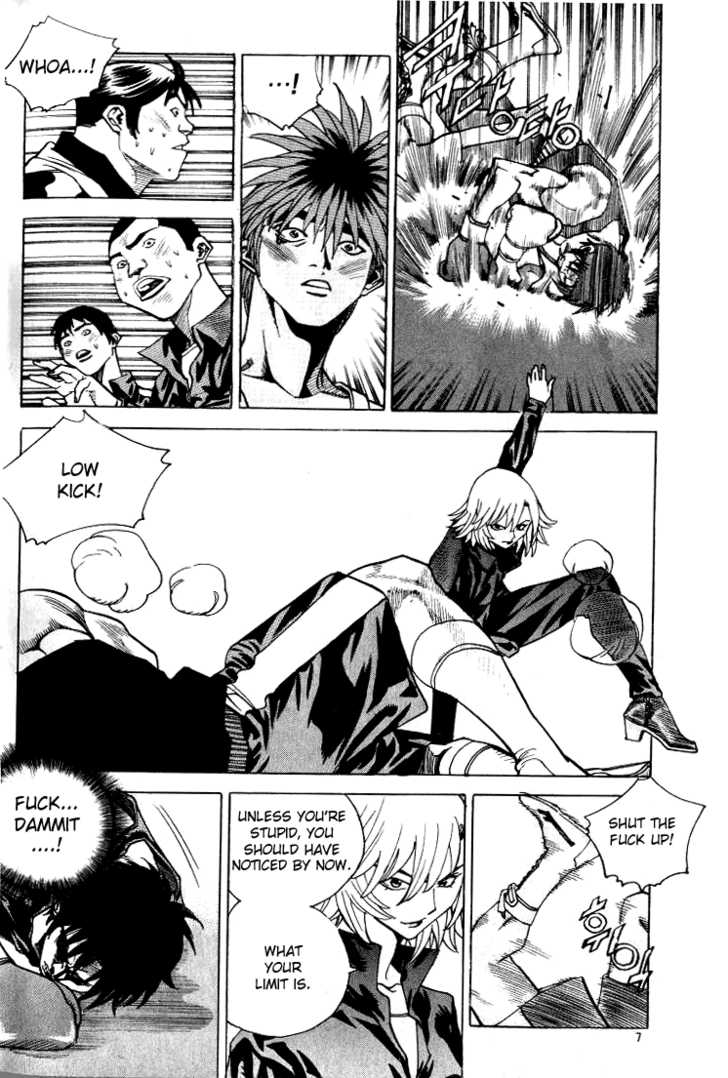 WHOA...!
...!
LOW
KICK!
FUCK...
DAMMIT
....!
UNLESS YOU'RE
STUPID, YOU
SHOULD HAVE
NOTICED BY NOW.
WHAT
YOUR
LIMIT IS.
SHUT THE
FUCK UP!
7